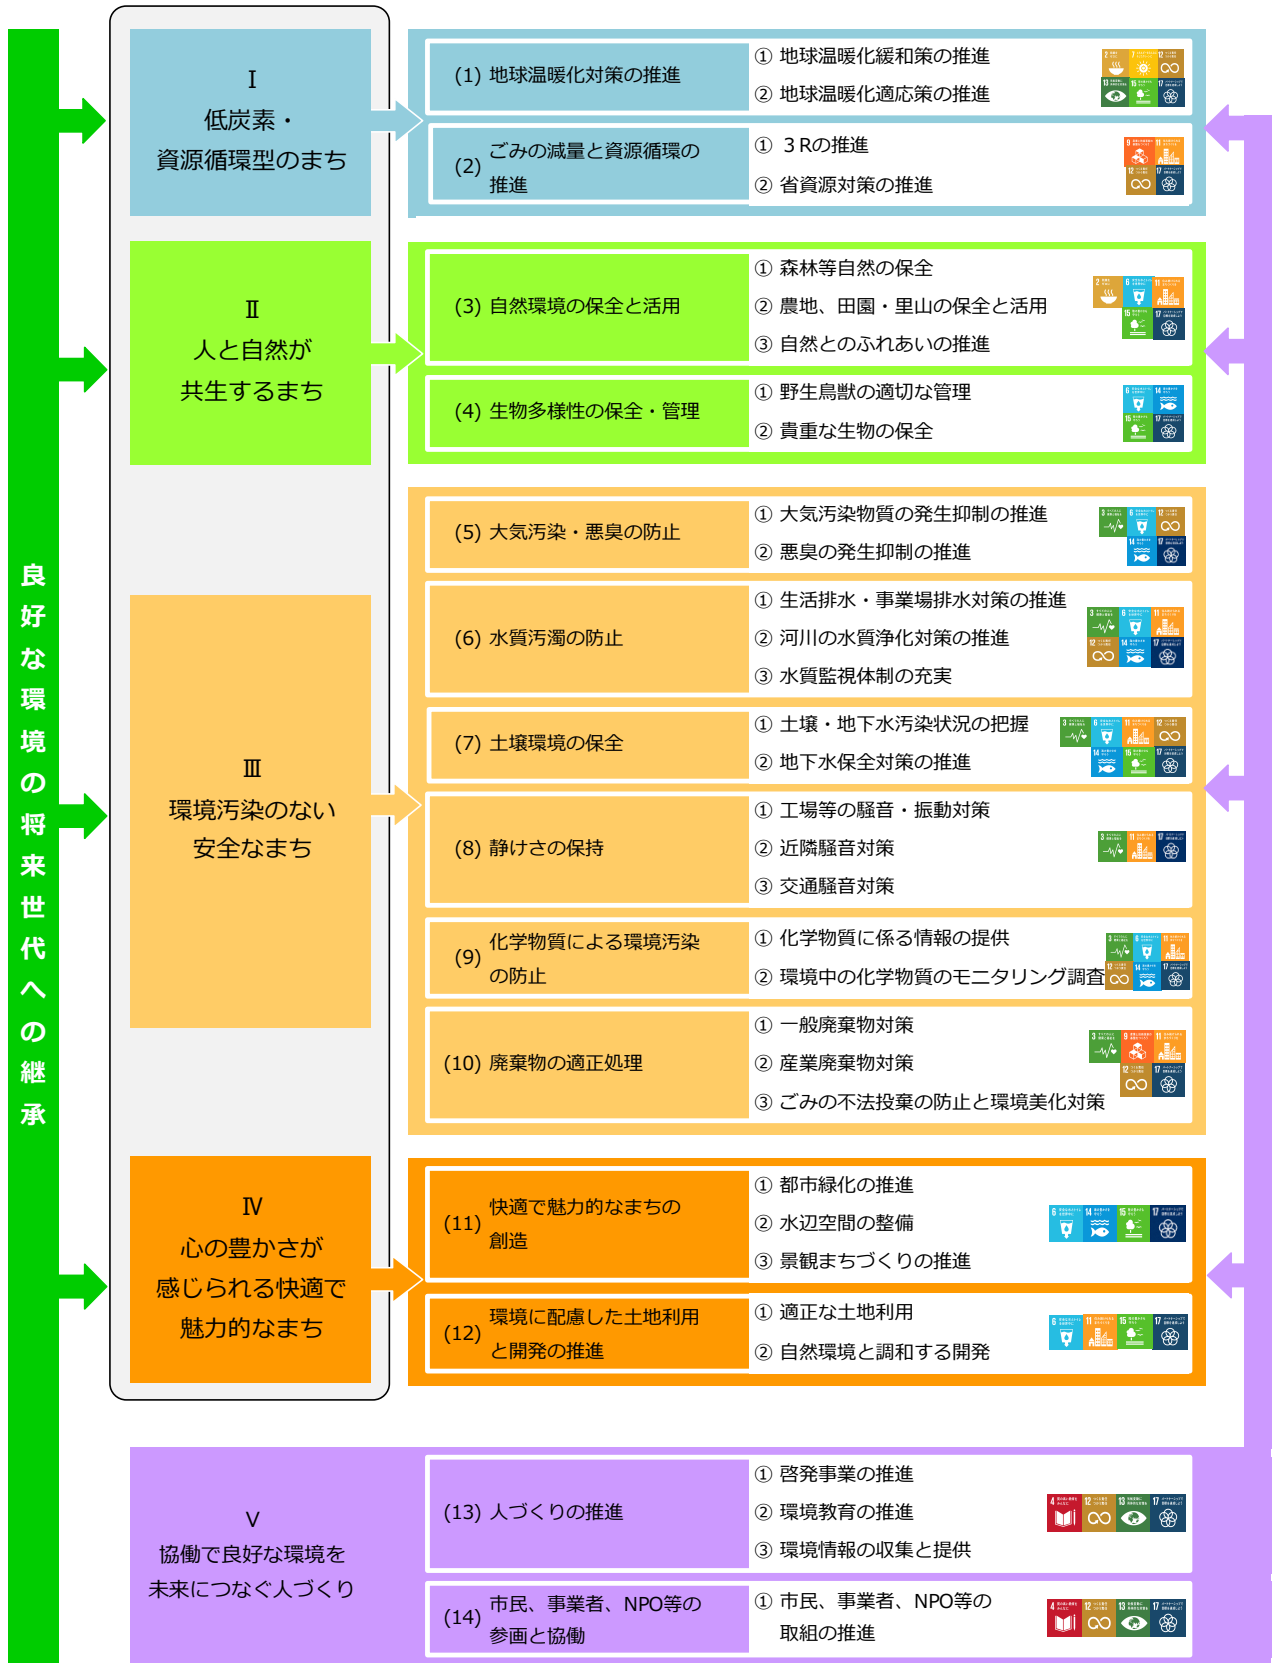 良好な環境の将来世代への継承
Ⅰ
低炭素・
資源循環型のまち
(1) 地球温暖化対策の推進
① 地球温暖化緩和策の推進
② 地球温暖化適応策の推進
(2) ごみの減量と資源循環の
推進
① ３Rの推進
② 省資源対策の推進
Ⅱ
人と自然が
共生するまち
(3) 自然環境の保全と活用
① 森林等自然の保全
② 農地、田園・里山の保全と活用
③ 自然とのふれあいの推進
(4) 生物多様性の保全・管理
① 野生鳥獣の適切な管理
② 貴重な生物の保全
Ⅲ
環境汚染のない
安全なまち
(5) 大気汚染・悪臭の防止
① 大気汚染物質の発生抑制の推進
② 悪臭の発生抑制の推進
(6) 水質汚濁の防止
① 生活排水・事業場排水対策の推進
② 河川の水質浄化対策の推進
③ 水質監視体制の充実
(7) 土壌環境の保全
① 土壌・地下水汚染状況の把握
② 地下水保全対策の推進
(8) 静けさの保持
① 工場等の騒音・振動対策
② 近隣騒音対策
③ 交通騒音対策
(9) 化学物質による環境汚染
の防止
① 化学物質に係る情報の提供
② 環境中の化学物質のモニタリング調査
(10) 廃棄物の適正処理
① 一般廃棄物対策
② 産業廃棄物対策
③ ごみの不法投棄の防止と環境美化対策
Ⅳ
心の豊かさが
感じられる快適で
魅力的なまち
(11) 快適で魅力的なまちの
創造
① 都市緑化の推進
② 水辺空間の整備
③ 景観まちづくりの推進
(12) 環境に配慮した土地利用
と開発の推進
① 適正な土地利用
② 自然環境と調和する開発
Ⅴ
協働で良好な環境を
未来につなぐ人づくり
(13) 人づくりの推進
① 啓発事業の推進
② 環境教育の推進
③ 環境情報の収集と提供
(14) 市民、事業者、NPO等の
参画と協働
① 市民、事業者、NPO等の
取組の推進